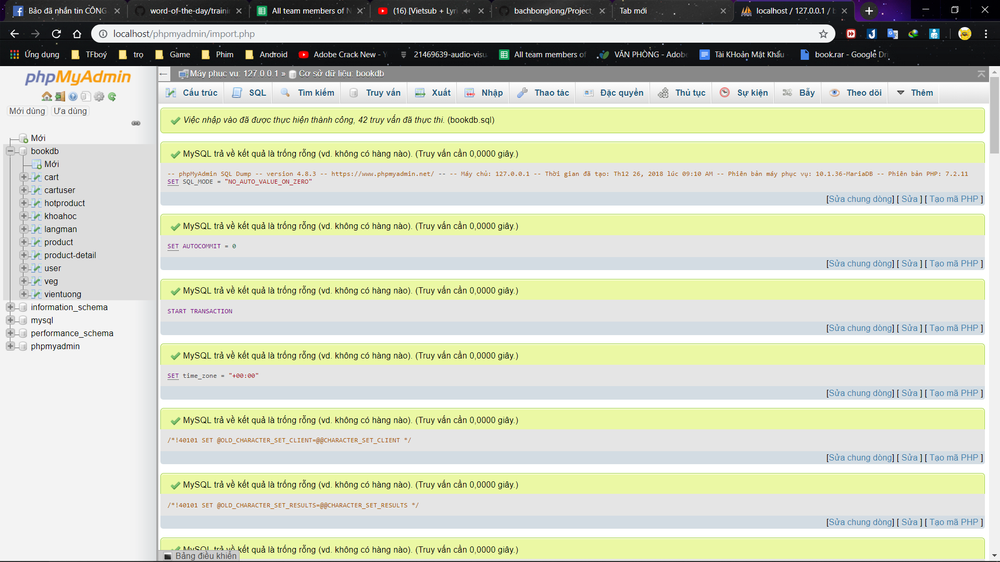 Bảo đã nhắn tin CÔNG
word-of-the-day/traini
All team members of N
(16) [Vietsub + Lyri
bachbonglong/Project_
Tab mới
localhost / 127.0.0.1 / b
localhost/phpmyadmin/import.php
Ứng dụng
TFboý
trọ
Game
Phim
Android
Adobe Crack New - Y
21469639-audio-visu
All team members of
VĂN PHÒNG - Adobe
Tài KHoản Mật Khẩu
book.rar - Google Dri
phpMyAdmin
Mới dùng
Ưa dùng
Mới
bookdb
Mới
cart
cartuser
hotproduct
khoahoc
langman
product
product-detail
user
veg
vientuong
information_schema
mysql
performance_schema
phpmyadmin
Máy phục vụ: 127.0.0.1 » Cơ sở dữ liệu: bookdb
Cấu trúc
SQL
Tìm kiếm
Truy vấn
Xuất
Nhập
Thao tác
Đặc quyền
Thủ tục
Sự kiện
Bẫy
Theo dõi
Thêm
Việc nhập vào đã được thực hiện thành công, 42 truy vấn đã thực thi. (bookdb.sql)
MySQL trả về kết quả là trống rỗng (vd. không có hàng nào). (Truy vấn cần 0,0000 giây.)
-- phpMyAdmin SQL Dump -- version 4.8.3 -- https://www.phpmyadmin.net/ -- -- Máy chủ: 127.0.0.1 -- Thời gian đã tạo: Th12 26, 2018 lúc 09:10 AM -- Phiên bản máy phục vụ: 10.1.36-MariaDB -- Phiên bản PHP: 7.2.11
SET SQL_MODE = "NO_AUTO_VALUE_ON_ZERO"
[Sửa chung dòng] [ Sửa ] [ Tạo mã PHP ]
MySQL trả về kết quả là trống rỗng (vd. không có hàng nào). (Truy vấn cần 0,0000 giây.)
SET AUTOCOMMIT = 0
[Sửa chung dòng] [ Sửa ] [ Tạo mã PHP ]
MySQL trả về kết quả là trống rỗng (vd. không có hàng nào). (Truy vấn cần 0,0000 giây.)
START TRANSACTION
[Sửa chung dòng] [ Sửa ] [ Tạo mã PHP ]
MySQL trả về kết quả là trống rỗng (vd. không có hàng nào). (Truy vấn cần 0,0000 giây.)
SET time_zone = "+00:00"
[Sửa chung dòng] [ Sửa ] [ Tạo mã PHP ]
MySQL trả về kết quả là trống rỗng (vd. không có hàng nào). (Truy vấn cần 0,0000 giây.)
/*!40101 SET @OLD_CHARACTER_SET_CLIENT=@@CHARACTER_SET_CLIENT */
[Sửa chung dòng] [ Sửa ] [ Tạo mã PHP ]
MySQL trả về kết quả là trống rỗng (vd. không có hàng nào). (Truy vấn cần 0,0000 giây.)
/*!40101 SET @OLD_CHARACTER_SET_RESULTS=@@CHARACTER_SET_RESULTS */
[Sửa chung dòng] [ Sửa ] [ Tạo mã PHP ]
MySQL trả về kết quả là trống rỗng (vd. không có hàng nào). (Truy vấn cần 0,0000 giây.)
Bảng điều khiển